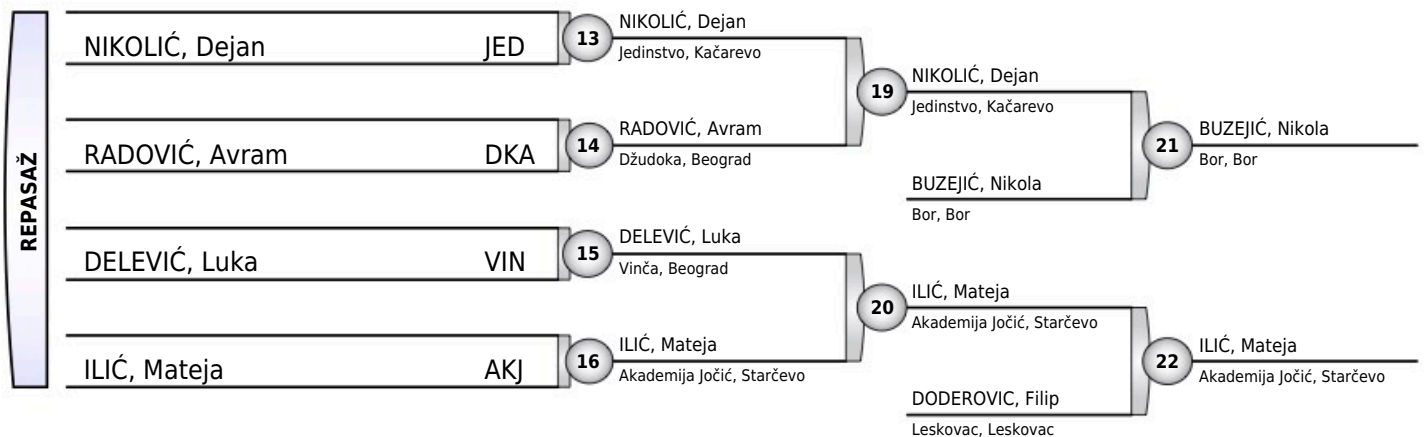 REPASAŽ
NIKOLIĆ, Dejan JED
13
NIKOLIĆ, Dejan
Jedinstvo, Kačarevo
RADOVIĆ, Avram DKA
14
RADOVIĆ, Avram
Džudoka, Beograd
19
NIKOLIĆ, Dejan
Jedinstvo, Kačarevo
BUZEJIĆ, Nikola
Bor, Bor
21
BUZEJIĆ, Nikola
Bor, Bor
DELEVIĆ, Luka VIN
15
DELEVIĆ, Luka
Vinča, Beograd
ILIĆ, Mateja AKJ
16
ILIĆ, Mateja
Akademija Jočić, Starčevo
20
ILIĆ, Mateja
Akademija Jočić, Starčevo
DODEROVIC, Filip
Leskovac, Leskovac
22
ILIĆ, Mateja
Akademija Jočić, Starčevo